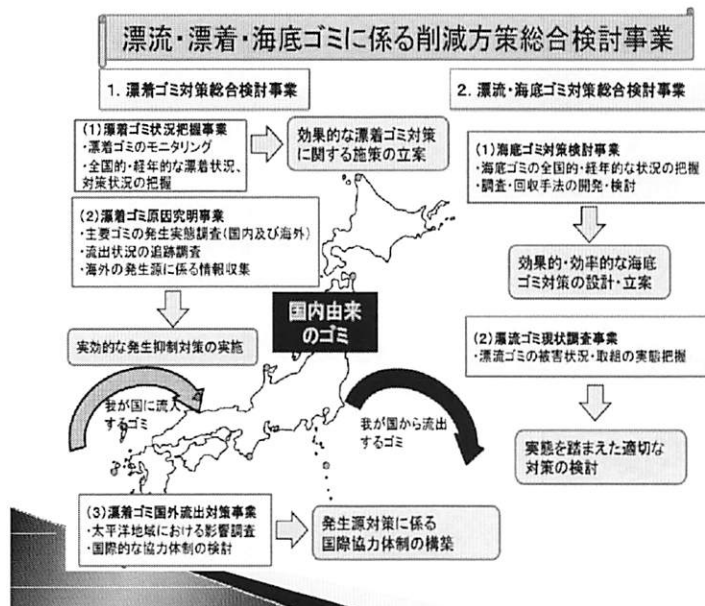 漂流・漂着・海底ゴミに係る削減方策総合検討事業
1. 漂着ゴミ対策総合検討事業
(1)漂着ゴミ状況把握事業
・漂着ゴミのモニタリング
・全国的・経年的な漂着状況、
対策状況の把握
効果的な漂着ゴミ対策
に関する施策の立案
(2)漂着ゴミ原因究明事業
・主要ゴミの発生実態調査(国内及び海外)
・流出状況の追跡調査
・海外の発生源に係る情報収集
実効的な発生抑制対策の実施
国内由来
のゴミ
我が国に流入
するゴミ
我が国から流出
するゴミ
(3)漂着ゴミ国外流出対策事業
・太平洋地域における影響調査
・国際的な協力体制の検討
発生源対策に係る
国際協力体制の構築
2. 漂流・海底ゴミ対策総合検討事業
(1)海底ゴミ対策検討事業
・海底ゴミの全国的・経年的な状況の把握
・調査・回収手法の開発・検討
効果的・効率的な海底
ゴミ対策の設計・立案
(2)漂流ゴミ現状調査事業
・漂流ゴミの被害状況・取組の実態把握
実態を踏まえた適切な
対策の検討